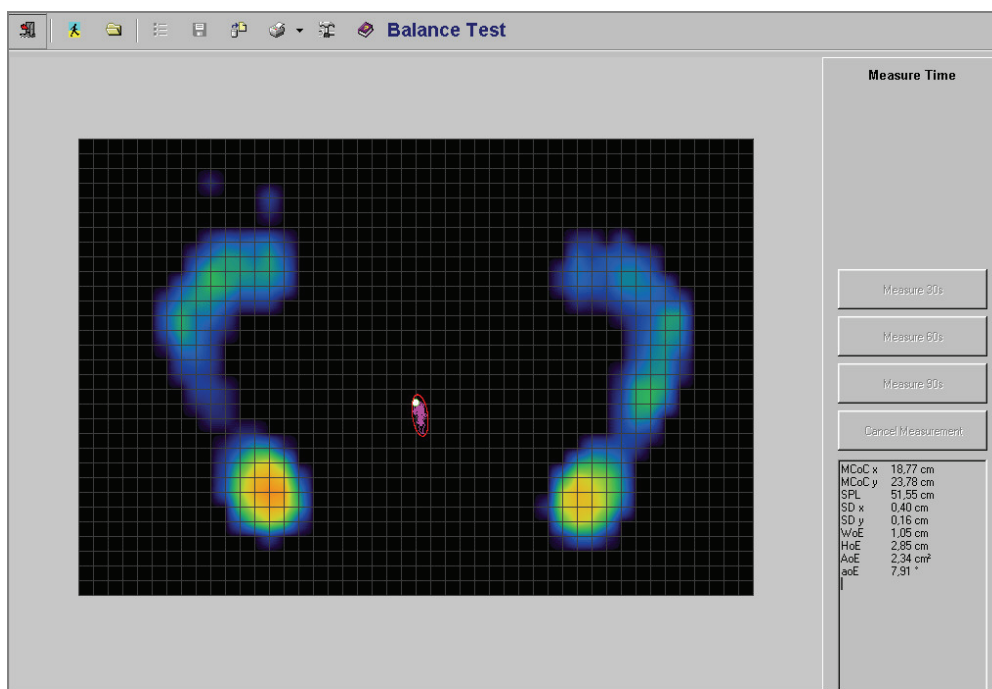 Balance Test
Measure Time
Measure 30s
Measure 60s
Measure 90s
Cancel Measurement
MCoC x 18,77 cm
MCoC y 23,78 cm
SPL 51,55 cm
SD x 0,40 cm
SD y 0,16 cm
WoE 1,05 cm
HoE 2,85 cm
AoE 2,34 cm²
aoE 7,91 °